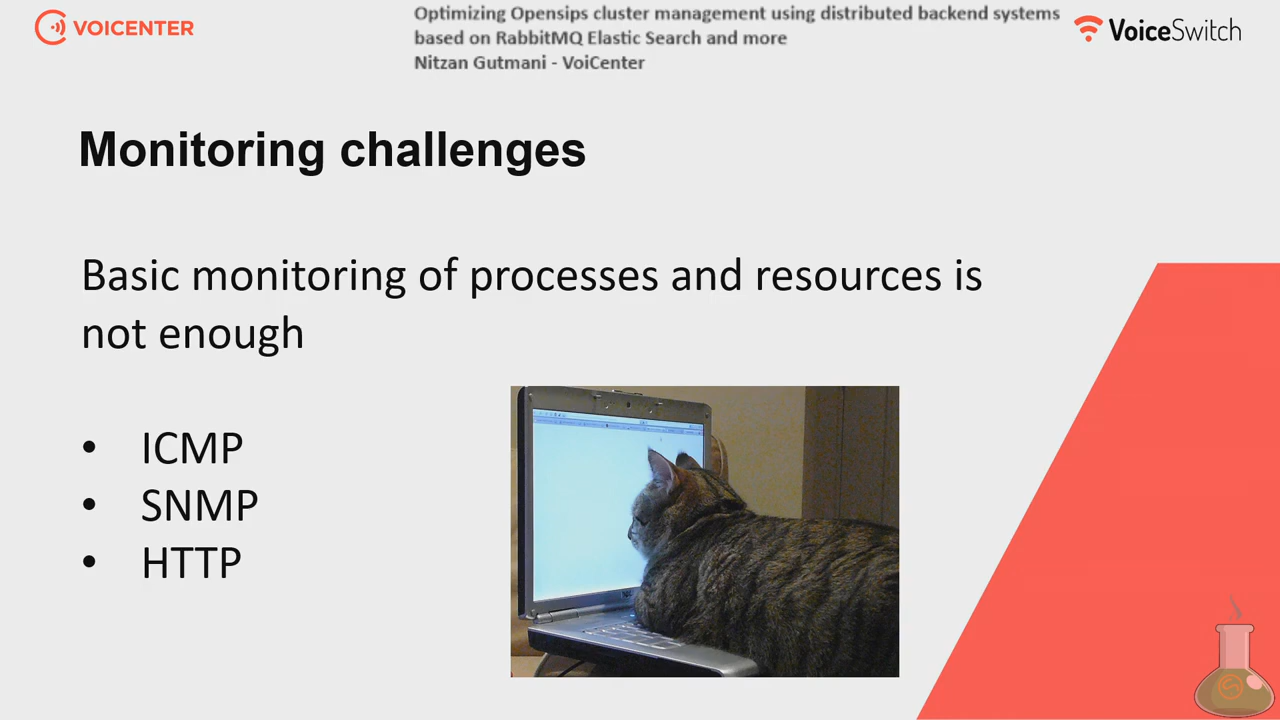 VOICENTER
Optimizing Opensips cluster management using distributed backend systems
based on RabbitMQ Elastic Search and more
Nitzan Gutmani - VoiCenter
VoiceSwitch
Monitoring challenges
Basic monitoring of processes and resources is
not enough
• ICMP
• SNMP
• HTTP